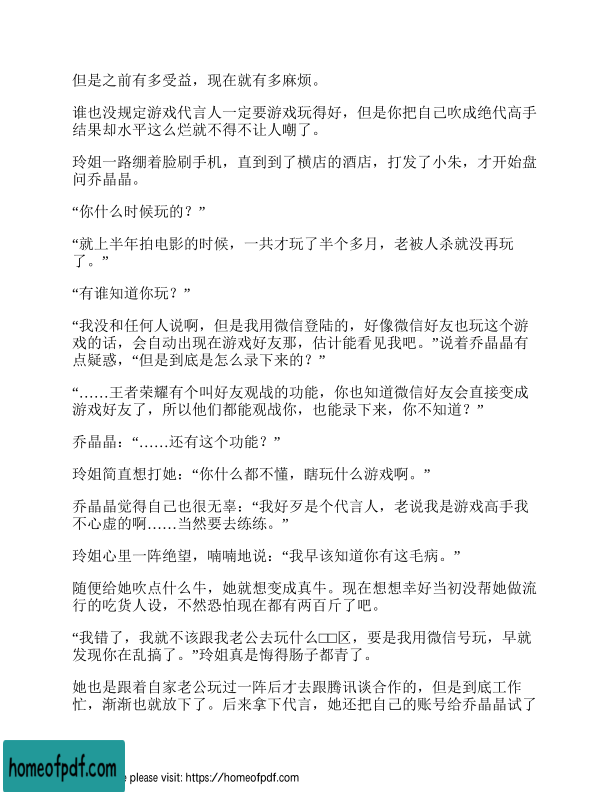 但是之前有多受益，现在就有多麻烦。
谁也没规定游戏代言人一定要游戏玩得好，但是你把自己吹成绝代高手
结果却水平这么烂就不得不让人嘲了。
玲姐一路绷着脸刷手机，直到到了横店的酒店，打发了小朱，才开始盘
问乔晶晶。
“你什么时候玩的？”
“就上半年拍电影的时候，一共才玩了半个多月，老被人杀就没再玩
了。”
“有谁知道你玩？”
“我没和任何人说啊，但是我用微信登陆的，好像微信好友也玩这个游
戏的话，会自动出现在游戏好友那，估计能看见我吧。”说着乔晶晶有
点疑惑，“但是到底是怎么录下来的？”
“……王者荣耀有个叫好友观战的功能，你也知道微信好友会直接变成
游戏好友了，所以他们都能观战你，也能录下来，你不知道？”
乔晶晶：“……还有这个功能？”
玲姐简直想打她：“你什么都不懂，瞎玩什么游戏啊。”
乔晶晶觉得自己也很无辜：“我好歹是个代言人，老说我是游戏高手我
不心虚的啊……当然要去练练。”
玲姐心里一阵绝望，喃喃地说：“我早该知道你有这毛病。”
随便给她吹点什么牛，她就想变成真牛。现在想想幸好当初没帮她做流
行的吃货人设，不然恐怕现在都有两百斤了吧。
“我错了，我就不该跟我老公去玩什么□□区，要是我用微信号玩，早就
发现你在乱搞了。”玲姐真是悔得肠子都青了。
她也是跟着自家老公玩过一阵后才去跟腾讯谈合作的，但是到底工作
忙，渐渐也就放下了。后来拿下代言，她还把自己的账号给乔晶晶试了
homeofpdf.com
e please visit: https://homeofpdf.com